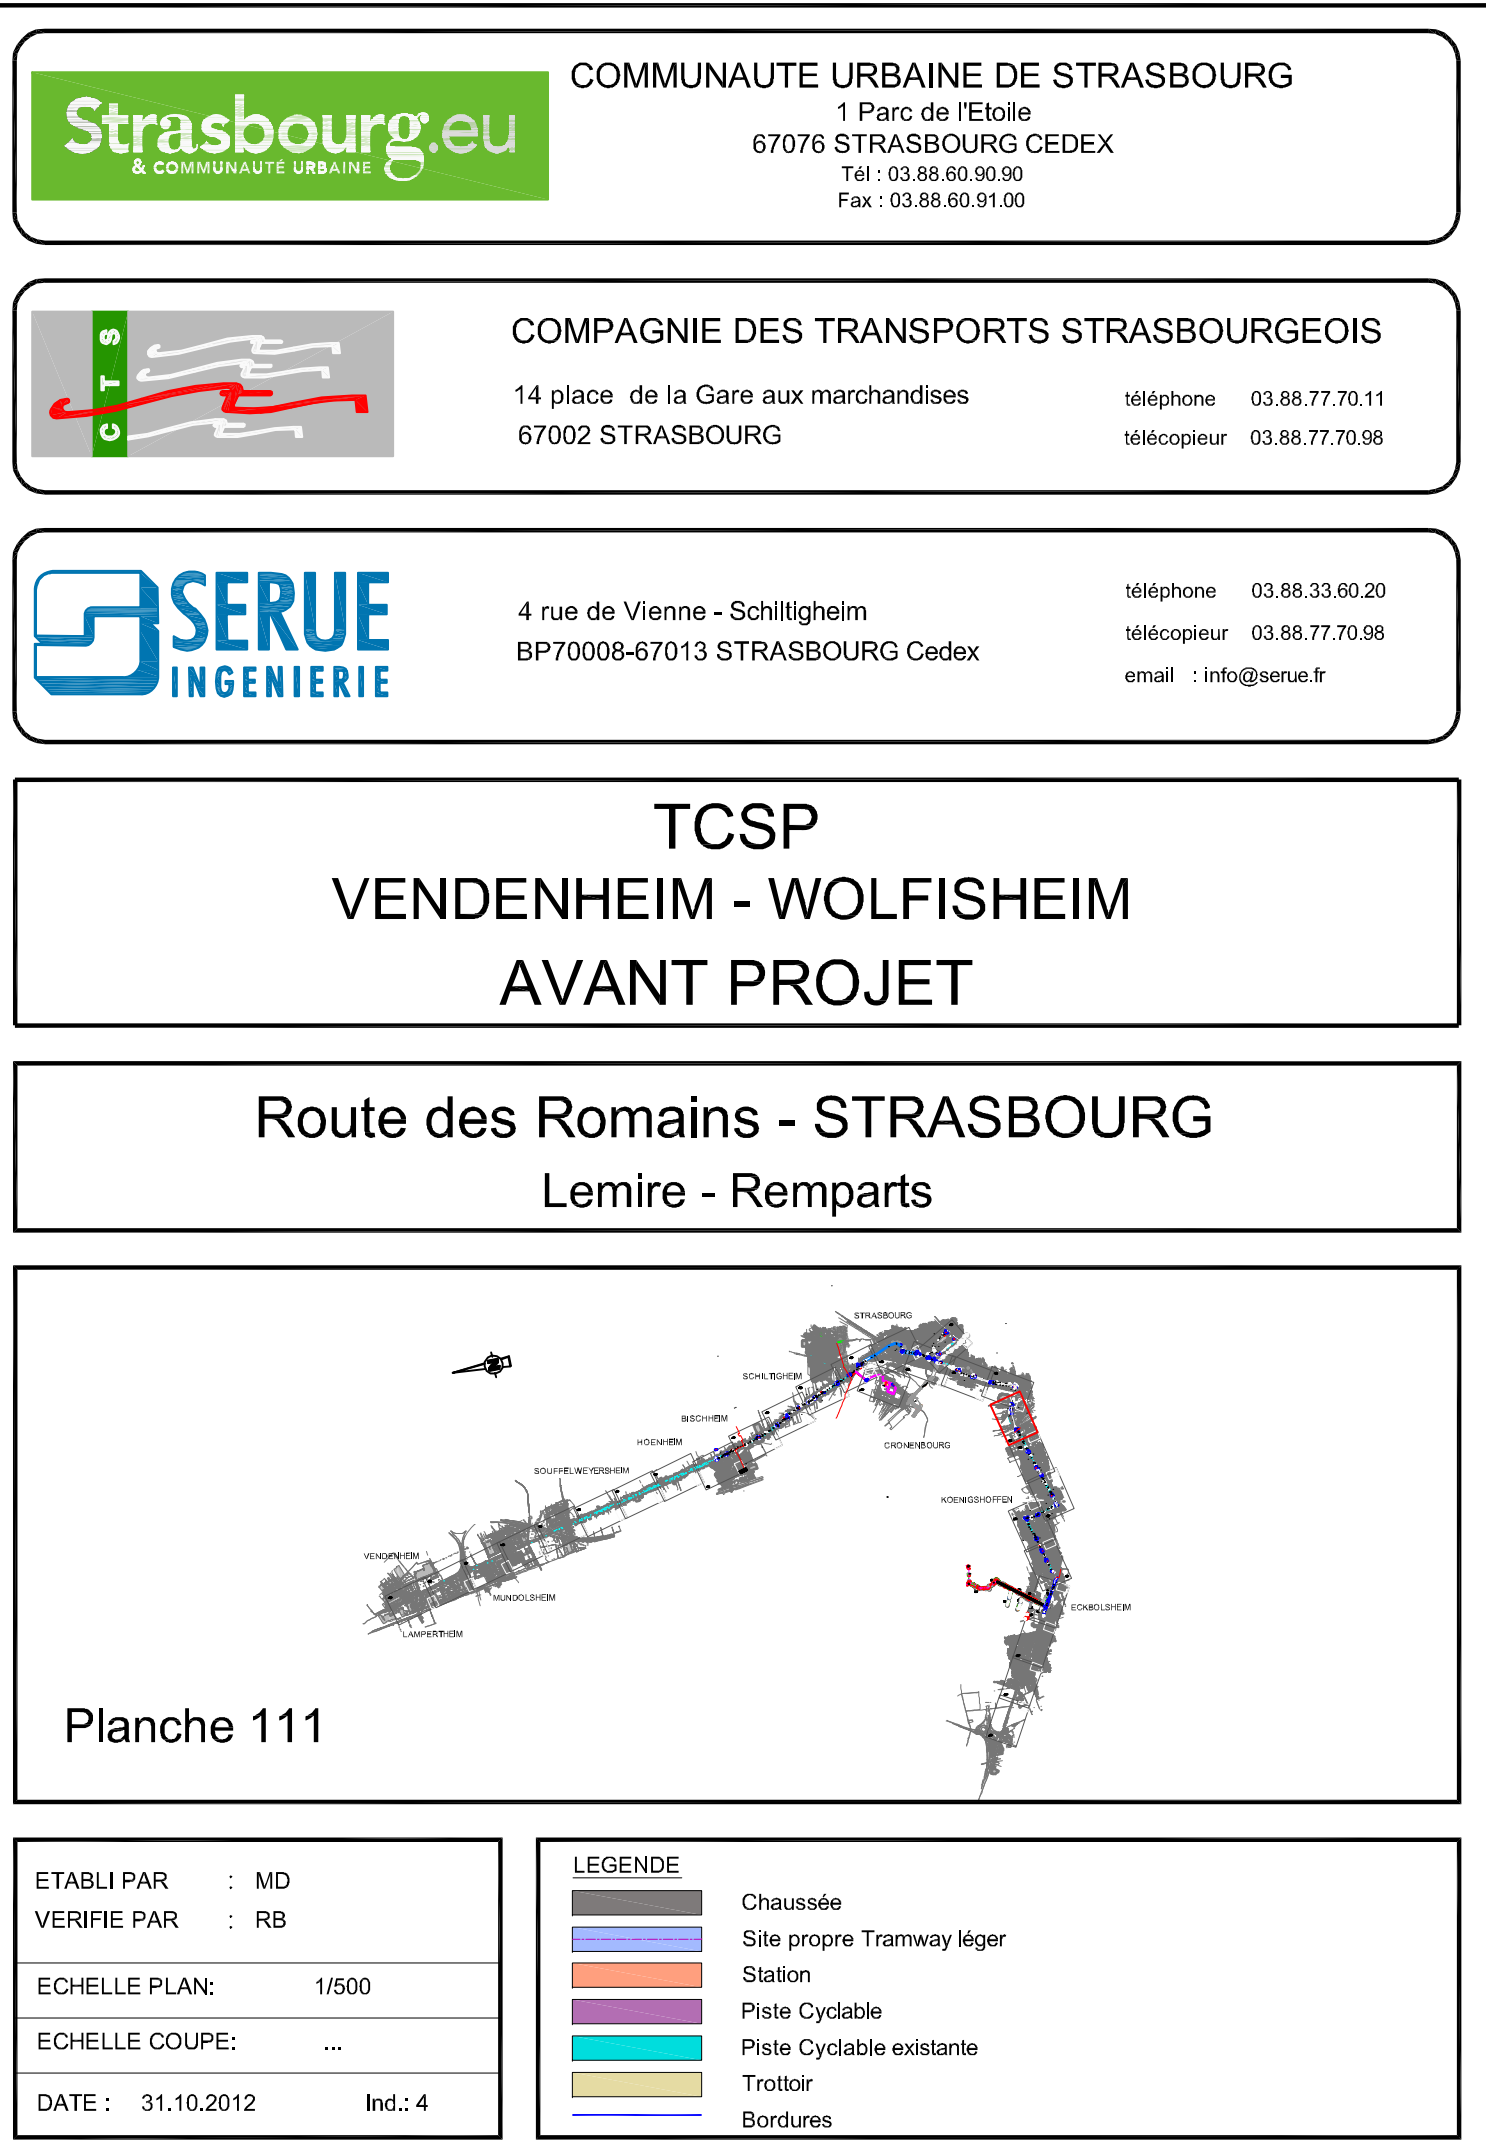 Strasbourg.eu
& COMMUNAUTÉ URBAINE
COMMUNAUTE URBAINE DE STRASBOURG
1 Parc de l'Etoile
67076 STRASBOURG CEDEX
Tél : 03.88.60.90.90
Fax : 03.88.60.91.00
CTS
COMPAGNIE DES TRANSPORTS STRASBOURGEOIS
14 place de la Gare aux marchandises
67002 STRASBOURG
téléphone 03.88.77.70.11
télécopieur 03.88.77.70.98
SERUE
INGENIERIE
4 rue de Vienne - Schiltigheim
BP70008-67013 STRASBOURG Cedex
téléphone 03.88.33.60.20
télécopieur 03.88.77.70.98
email : info@serue.fr
TCSP
VENDENHEIM - WOLFISHEIM
AVANT PROJET
Route des Romains - STRASBOURG
Lemire - Remparts
N
STRASBOURG
SCHILTIGHEIM
BISCHHEIM
HOENHEIM
CRONENBOURG
SOUFFELWEYERSHEIM
KOENIGSHOFFEN
VENDENHEIM
MUNDOLSHEIM
ECKBOLSHEIM
LAMPERTHEIM
Planche 111
ETABLI PAR : MD
VERIFIE PAR : RB
ECHELLE PLAN: 1/500
ECHELLE COUPE: ...
DATE : 31.10.2012 Ind.: 4
LEGENDE
Chaussée
Site propre Tramway léger
Station
Piste Cyclable
Piste Cyclable existante
Trottoir
Bordures